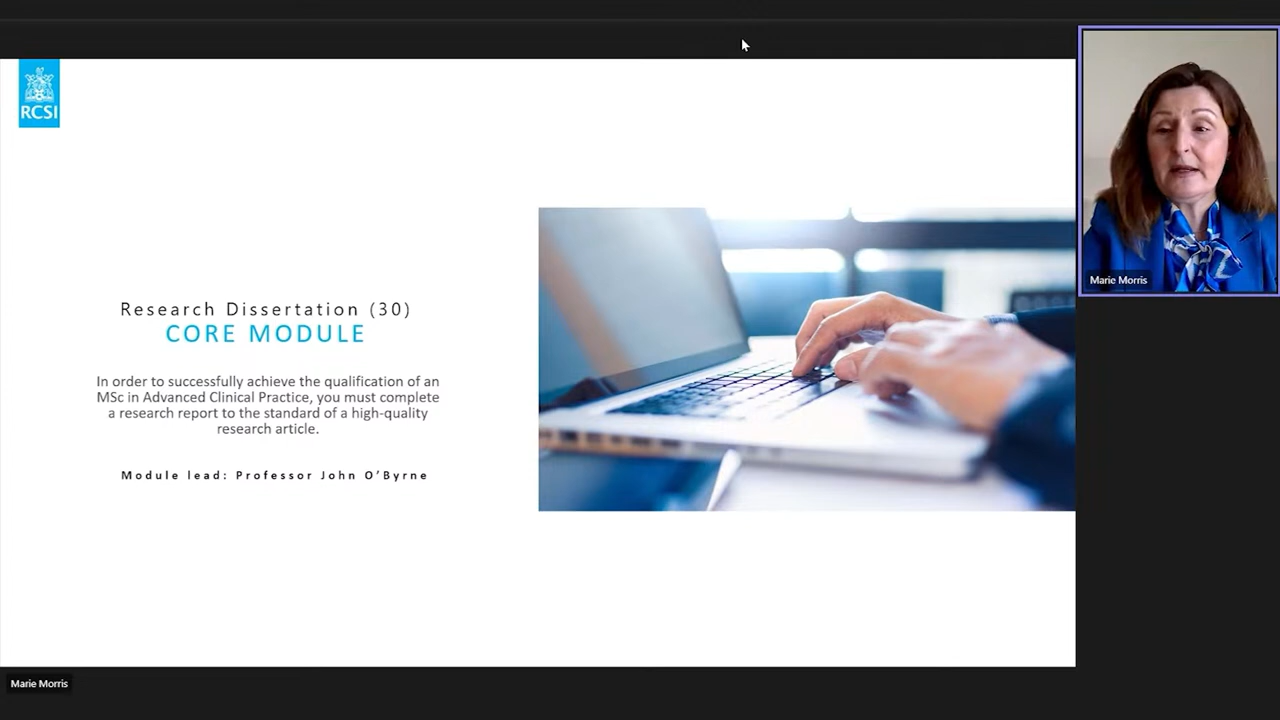 RCSI
Research Dissertation (30)
CORE MODULE
In order to successfully achieve the qualification of an
MSc in Advanced Clinical Practice, you must complete
a research report to the standard of a high-quality
research article.
Module lead: Professor John O'Byrne
Marie Morris
Marie Morris